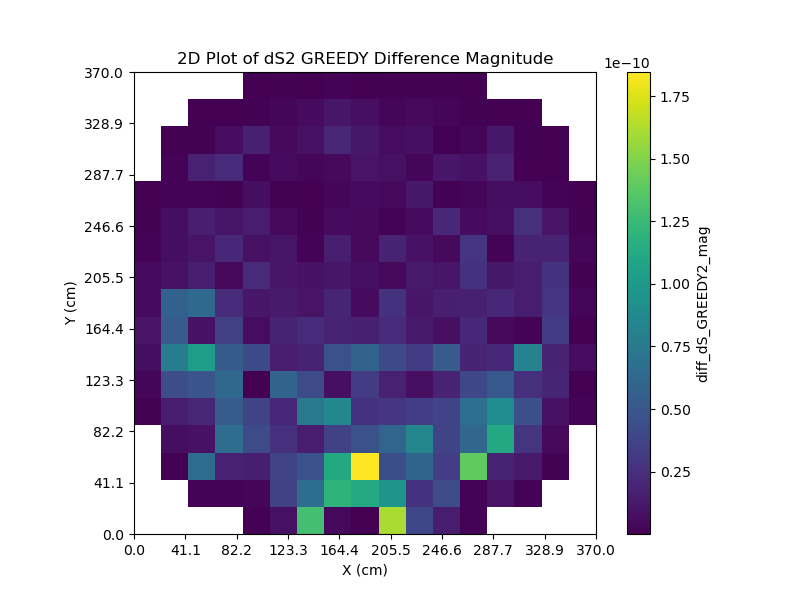 2D Plot of dS2 GREEDY Difference Magnitude
1e−10
370.0
328.9
287.7
246.6
205.5
164.4
123.3
82.2
41.1
0.0
Y (cm)
0.0 41.1 82.2 123.3 164.4 205.5 246.6 287.7 328.9 370.0
X (cm)
1.75
1.50
1.25
1.00
0.75
0.50
0.25
diff_dS_GREEDY2_mag